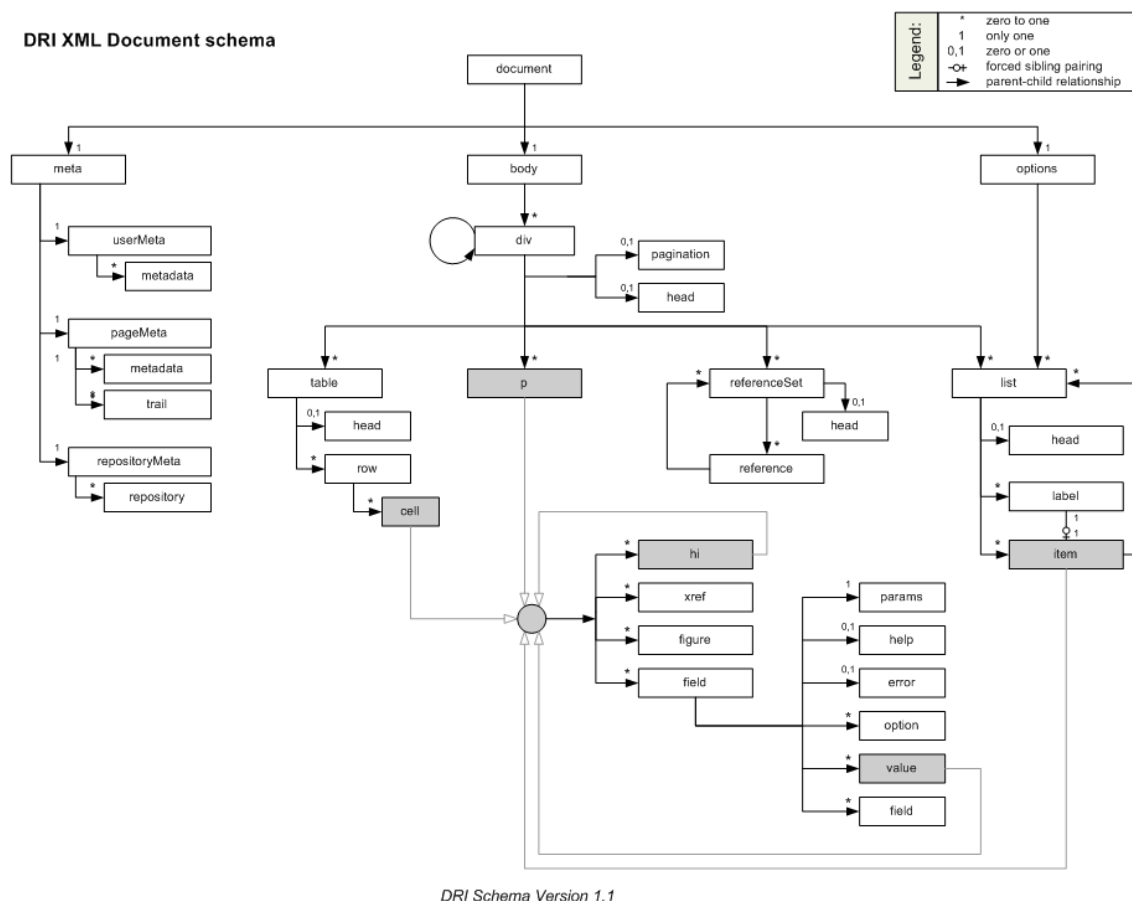 DRI XML Document schema
Legend:
* zero to one
1 only one
0,1 zero or one
forced sibling pairing
parent-child relationship
document
1
1
1
meta
body
options
1
userMeta
*
metadata
*
div
0,1
pagination
0,1
head
1
pageMeta
1
*
metadata
*
trail
1
repositoryMeta
*
repository
*
table
0,1
head
*
row
*
cell
*
p
*
*
referenceSet
0,1
head
*
reference
*
*
*
list
0,1
head
*
label
1
1
*
item
*
hi
*
xref
*
figure
*
field
1
params
0,1
help
0,1
error
*
option
*
value
*
field
DRI Schema Version 1.1